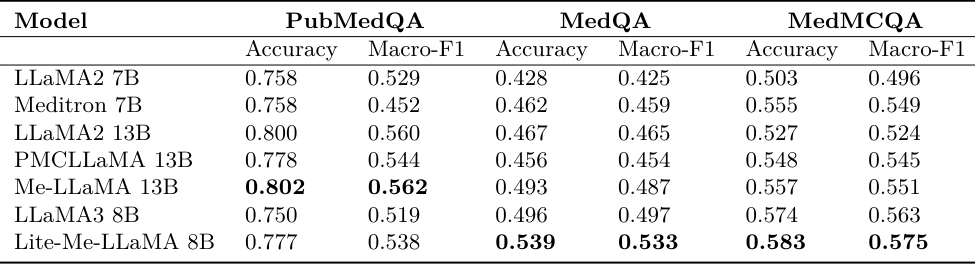 Model PubMedQA MedQA MedMCQA
Accuracy Macro-F1 Accuracy Macro-F1 Accuracy Macro-F1
LLaMA2 7B 0.758 0.529 0.428 0.425 0.503 0.496
Meditron 7B 0.758 0.452 0.462 0.459 0.555 0.549
LLaMA2 13B 0.800 0.560 0.467 0.465 0.527 0.524
PMCLLaMA 13B 0.778 0.544 0.456 0.454 0.548 0.545
Me-LLaMA 13B 0.802 0.562 0.493 0.487 0.557 0.551
LLaMA3 8B 0.750 0.519 0.496 0.497 0.574 0.563
Lite-Me-LLaMA 8B 0.777 0.538 0.539 0.533 0.583 0.575